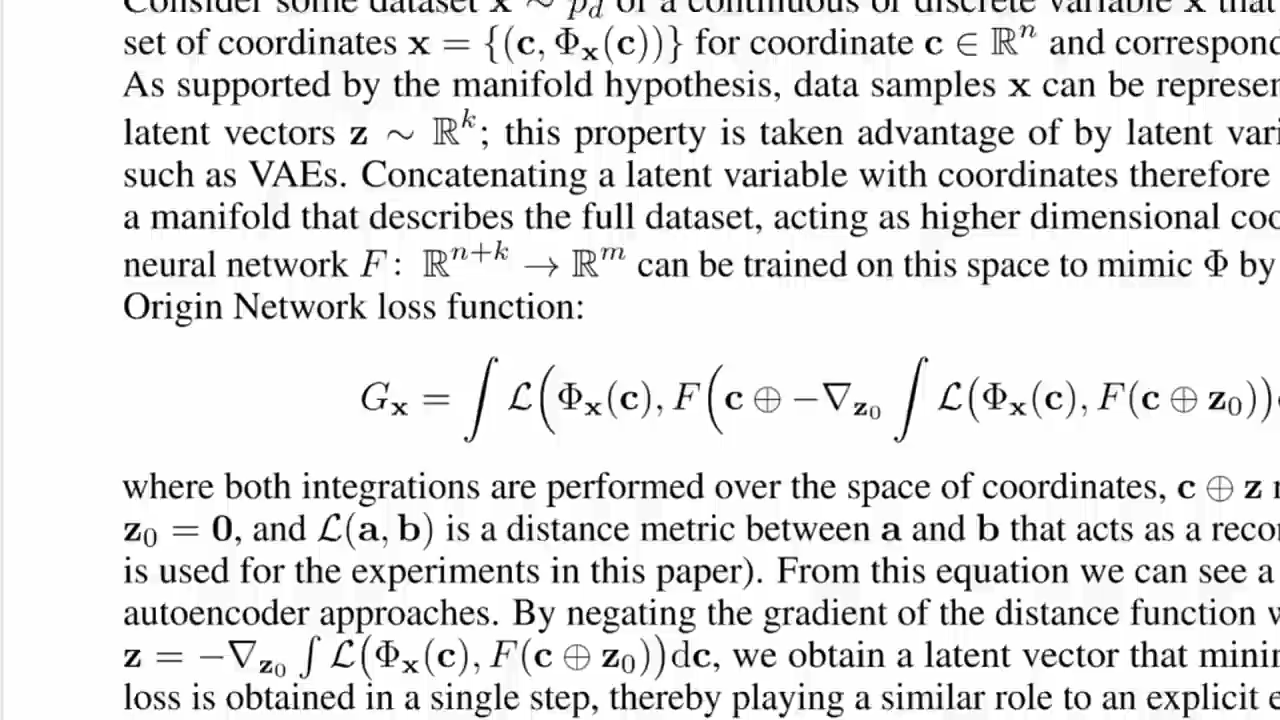 Consider some dataset x ∼ p_d of a continuous or discrete variable x that
set of coordinates x = {(c, Φ_x(c))} for coordinate c ∈ ℝ^n and correspond
As supported by the manifold hypothesis, data samples x can be represen
latent vectors z ∼ ℝ^k; this property is taken advantage of by latent vari
such as VAEs. Concatenating a latent variable with coordinates therefore
a manifold that describes the full dataset, acting as higher dimensional coo
neural network F: ℝ^{n+k} → ℝ^m can be trained on this space to mimic Φ by
Origin Network loss function:
G_x = ∫ ℒ(Φ_x(c), F(c ⊕ −∇_{z_0} ∫ ℒ(Φ_x(c), F(c ⊕ z_0))
where both integrations are performed over the space of coordinates, c ⊕ z
z_0 = 0, and ℒ(a, b) is a distance metric between a and b that acts as a recon
is used for the experiments in this paper). From this equation we can see a
autoencoder approaches. By negating the gradient of the distance function w
z = −∇_{z_0} ∫ ℒ(Φ_x(c), F(c ⊕ z_0))dc, we obtain a latent vector that minim
loss is obtained in a single step, thereby playing a similar role to an explicit e